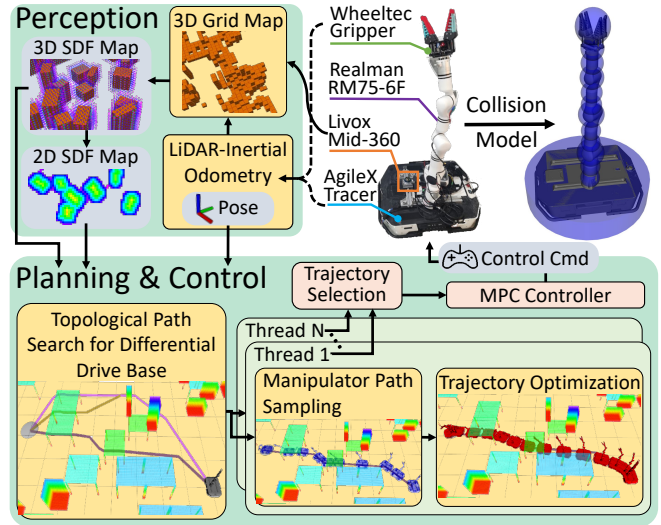 Perception
3D SDF Map
3D Grid Map
2D SDF Map
LiDAR-Inertial
Odometry
Pose
Wheeltec
Gripper
Realman
RM75-6F
Livox
Mid-360
AgileX
Tracer
Collision
Model
Planning & Control
Control Cmd
Trajectory
Selection
MPC Controller
Topological Path
Search for Differential
Drive Base
Thread N
Thread 1
Manipulator Path
Sampling
Trajectory Optimization